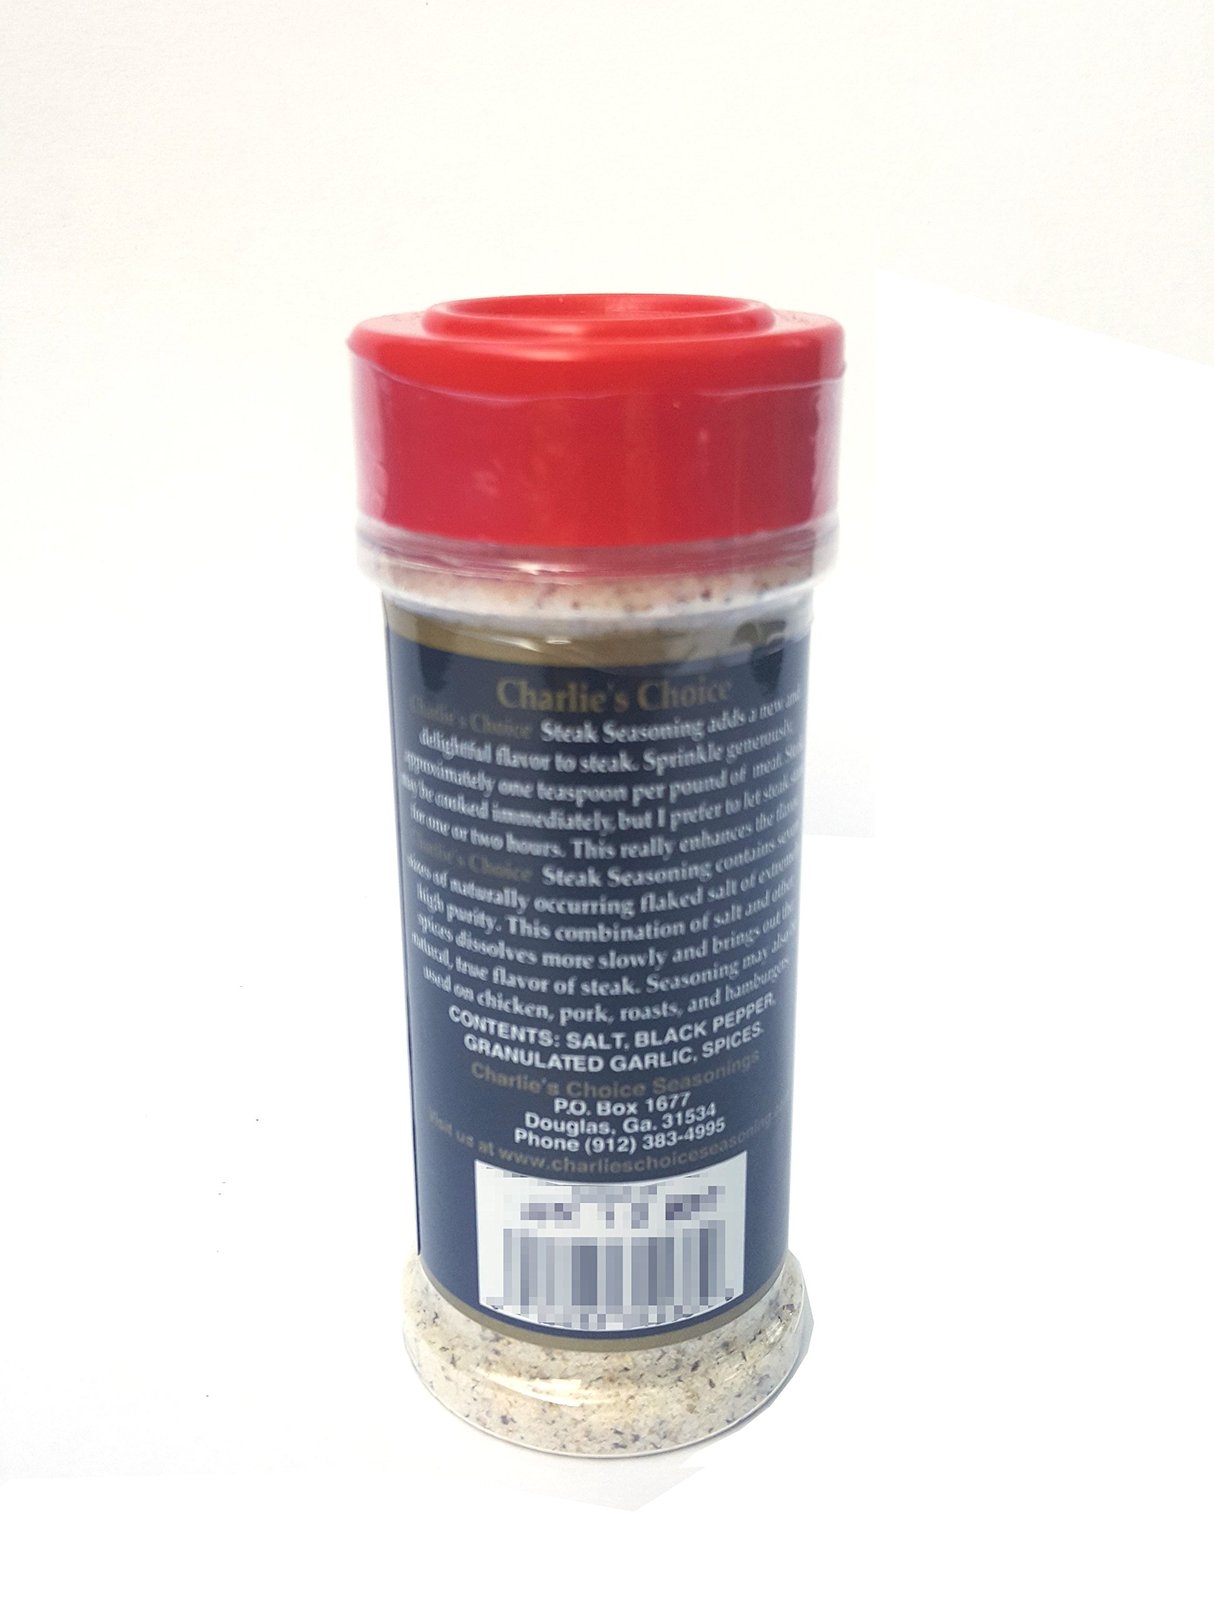 Charlie's Choice
Charlie's Choice Steak Seasoning adds a new and
delightful flavor to steak. Sprinkle generously,
approximately one teaspoon per pound of meat.
may be cooked immediately, but I prefer to let steak
for one or two hours. This really enhances the
Charlie's Choice Steak Seasoning contains
sizes of naturally occurring flaked salt of extreme
high purity. This combination of salt and other
spices dissolves more slowly and brings out the
natural, true flavor of steak. Seasoning may also
used on chicken, pork, roasts, and hamburgers.
CONTENTS: SALT, BLACK PEPPER,
GRANULATED GARLIC, SPICES.
Charlie's Choice Seasonings
P.O. Box 1677
Douglas, Ga. 31534
Phone (912) 383-4995
Visit us at www.charlieschoiceseasoning